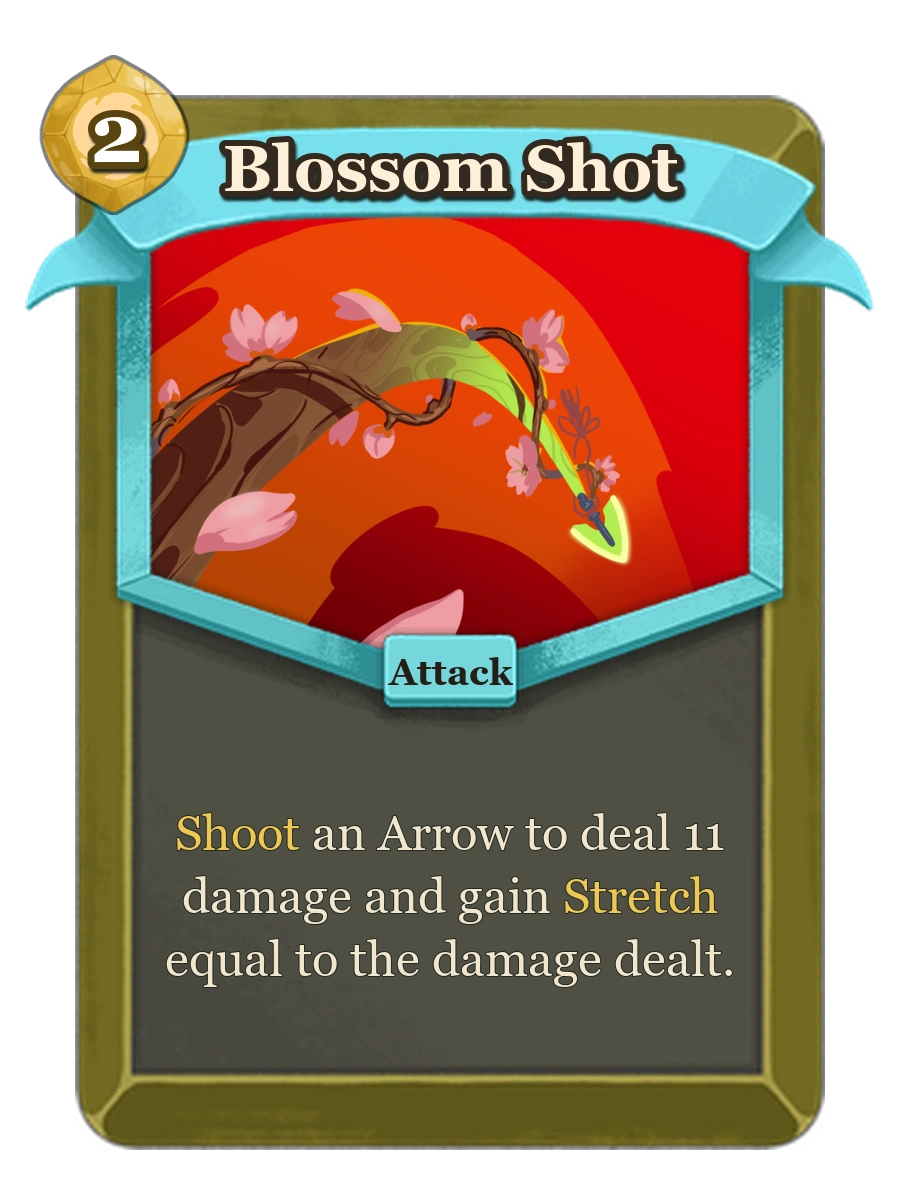 2
Blossom Shot
Attack
Shoot an Arrow to deal 11
damage and gain Stretch
equal to the damage dealt.